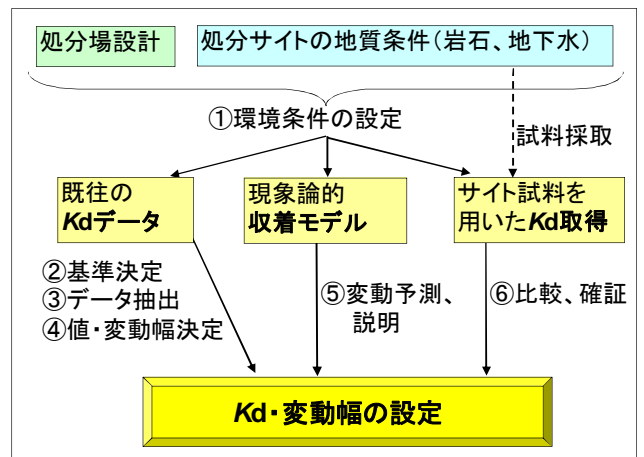 処分場設計
処分サイトの地質条件(岩石、地下水)
①環境条件の設定
試料採取
既往の
Kdデータ
現象論的
収着モデル
サイト試料を
用いたKd取得
②基準決定
③データ抽出
④値・変動幅決定
⑤変動予測、
説明
⑥比較、確証
Kd・変動幅の設定